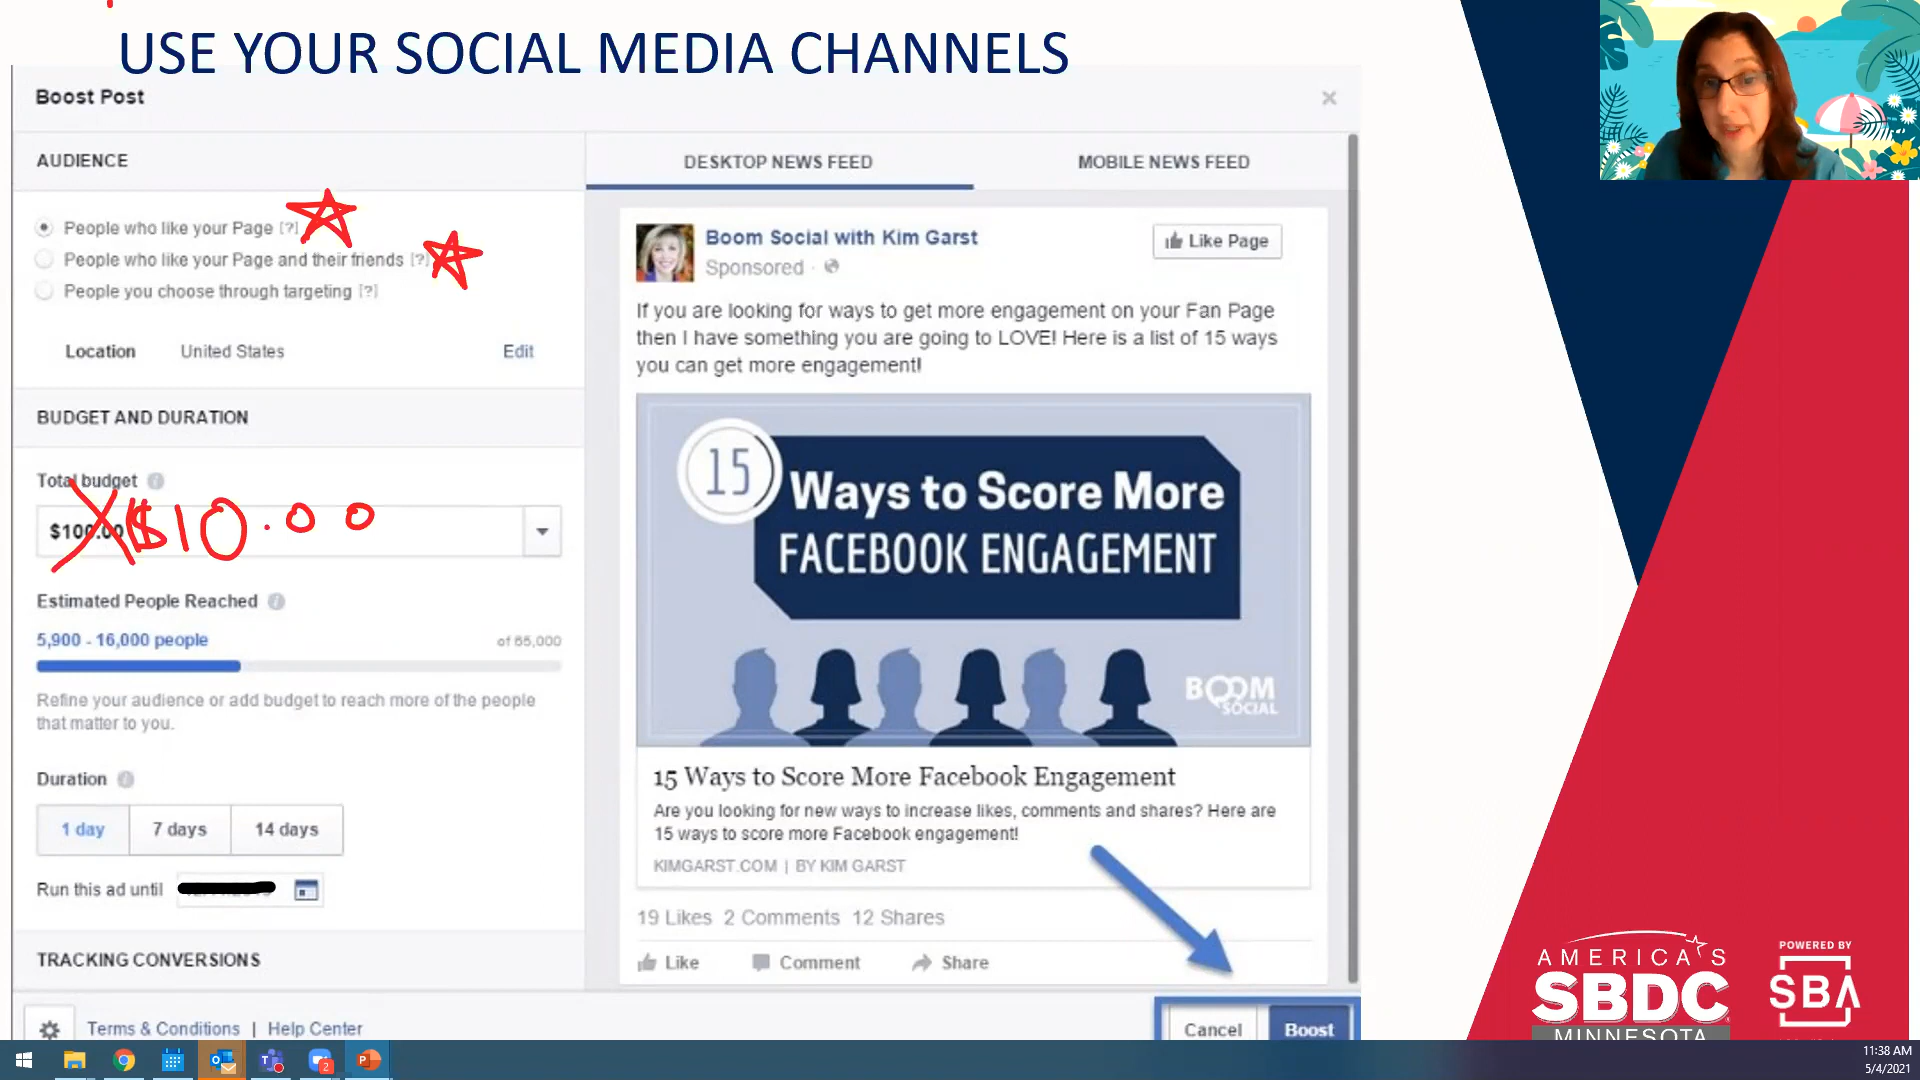 USE YOUR SOCIAL MEDIA CHANNELS
Boost Post
AUDIENCE
People who like your Page [?]
People who like your Page and their friends [?]
People you choose through targeting [?]
Location United States Edit
BUDGET AND DURATION
Total budget
$100.00 $10.00
Estimated People Reached
5,900 - 16,000 people of 65,000
Refine your audience or add budget to reach more of the people
that matter to you.
Duration
1 day 7 days 14 days
Run this ad until
TRACKING CONVERSIONS
Terms & Conditions | Help Center
DESKTOP NEWS FEED MOBILE NEWS FEED
Boom Social with Kim Garst
Like Page
Sponsored ·
If you are looking for ways to get more engagement on your Fan Page
then I have something you are going to LOVE! Here is a list of 15 ways
you can get more engagement!
15 Ways to Score More
FACEBOOK ENGAGEMENT
BOOM
SOCIAL
15 Ways to Score More Facebook Engagement
Are you looking for new ways to increase likes, comments and shares? Here are
15 ways to score more Facebook engagement!
KIMGARST.COM | BY KIM GARST
19 Likes 2 Comments 12 Shares
Like Comment Share
Cancel Boost
AMERICA'S
SBDC
MINNESOTA
POWERED BY
SBA
2
11:38 AM
5/4/2021